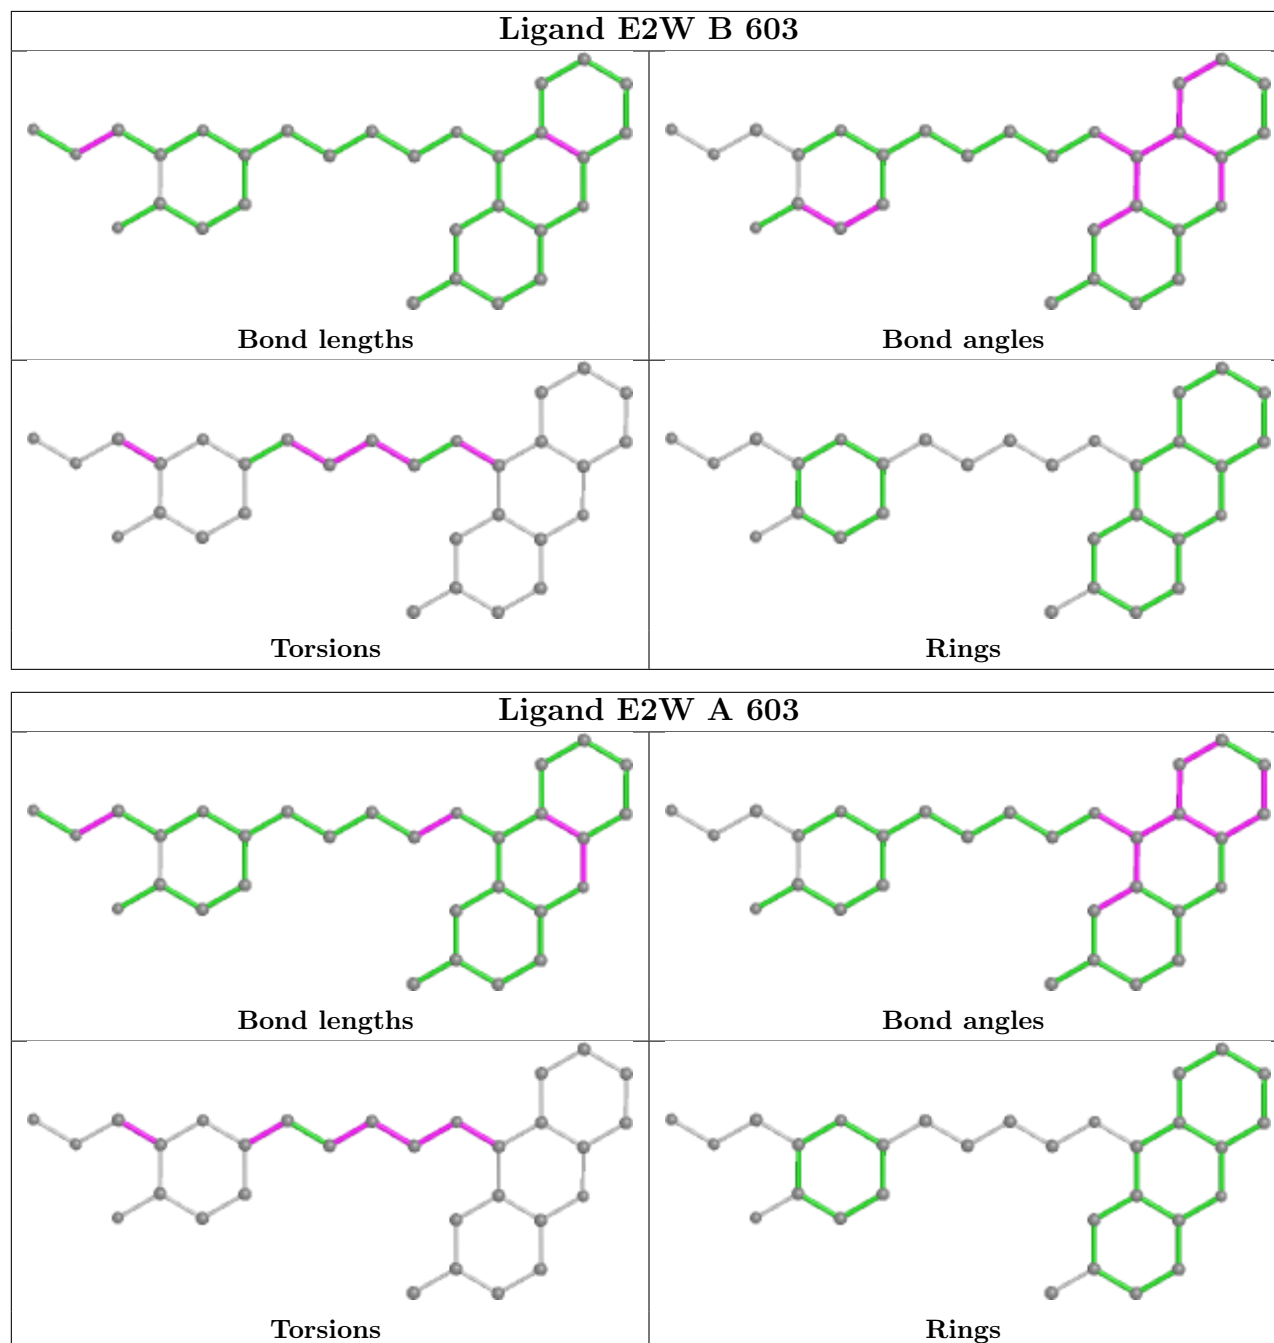 Ligand E2W B 603
Bond lengths
Bond angles
Torsions
Rings
Ligand E2W A 603
Bond lengths
Bond angles
Torsions
Rings